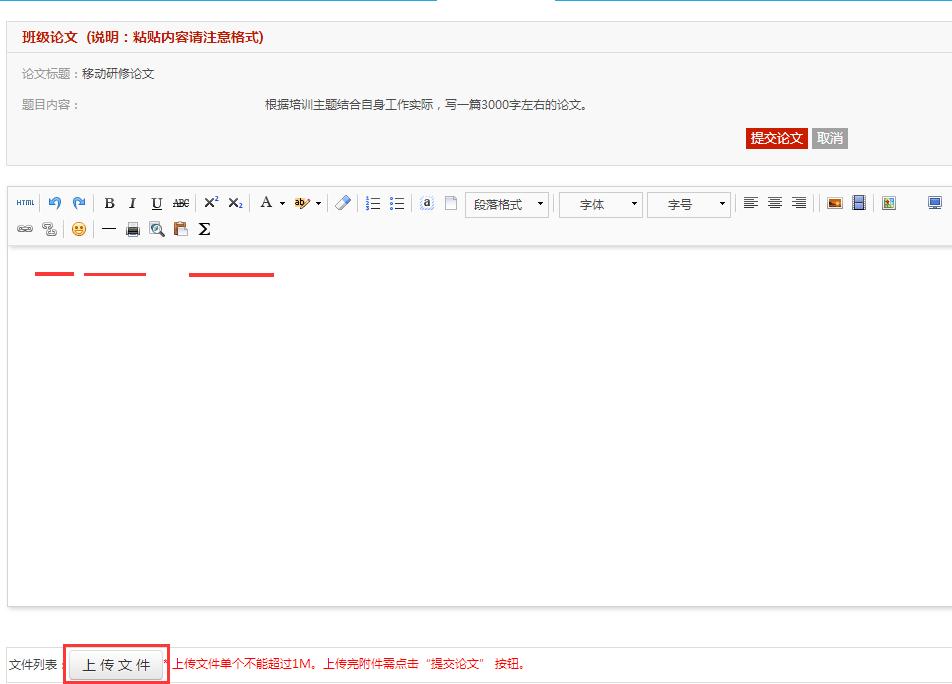 班级论文 (说明：粘贴内容请注意格式)
论文标题：移动研修论文
题目内容：
根据培训主题结合自身工作实际，写一篇3000字左右的论文。
提交论文 取消
HTML B I U ABC X² X₂ A ab a 段落格式 字体 字号
Σ
文件列表： 上传文件 * 上传文件单个不能超过1M。上传完附件需点击“提交论文” 按钮。